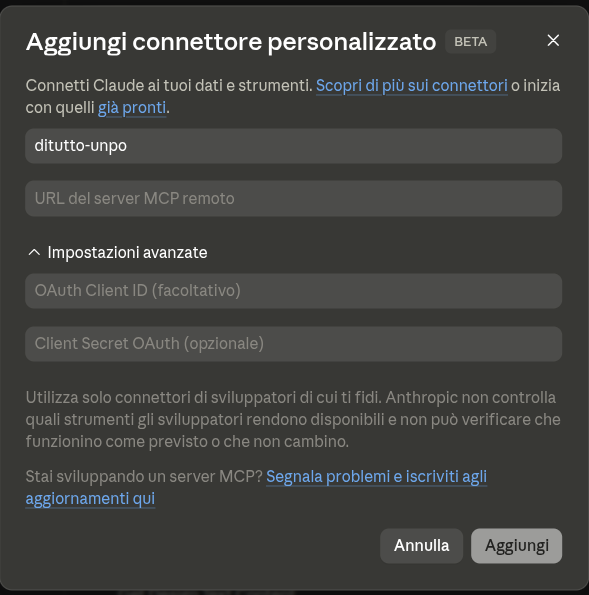 Aggiungi connettore personalizzato BETA
Connetti Claude ai tuoi dati e strumenti. Scopri di più sui connettori o inizia
con quelli già pronti.
ditutto-unpo
URL del server MCP remoto
Impostazioni avanzate
OAuth Client ID (facoltativo)
Client Secret OAuth (opzionale)
Utilizza solo connettori di sviluppatori di cui ti fidi. Anthropic non controlla
quali strumenti gli sviluppatori rendono disponibili e non può verificare che
funzionino come previsto o che non cambino.
Stai sviluppando un server MCP? Segnala problemi e iscriviti agli
aggiornamenti qui
Annulla Aggiungi